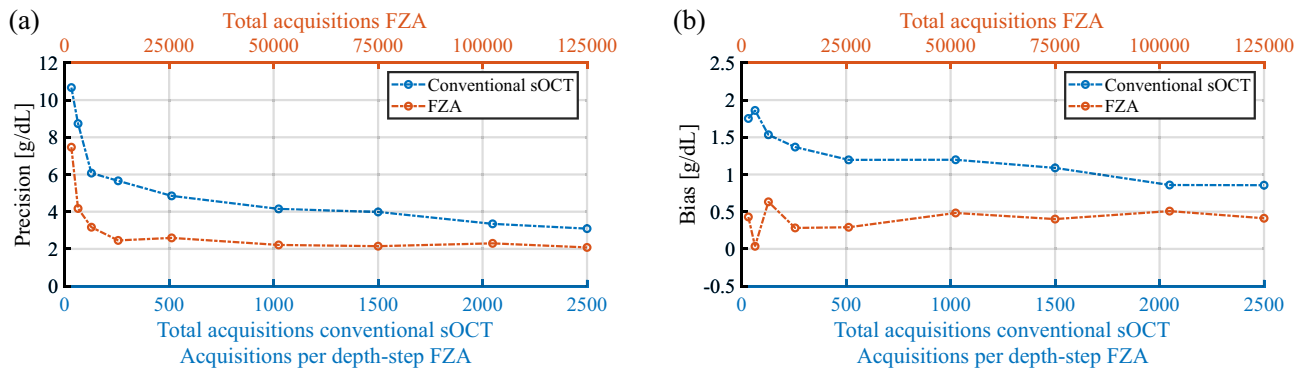 (a)
Total acquisitions FZA
0 25000 50000 75000 100000 125000
12
10
8
6
4
2
0
Precision [g/dL]
Conventional sOCT
FZA
0 500 1000 1500 2000 2500
Total acquisitions conventional sOCT
Acquisitions per depth-step FZA
(b)
Total acquisitions FZA
0 25000 50000 75000 100000 125000
2.5
2
1.5
1
0.5
0
-0.5
Bias [g/dL]
Conventional sOCT
FZA
0 500 1000 1500 2000 2500
Total acquisitions conventional sOCT
Acquisitions per depth-step FZA